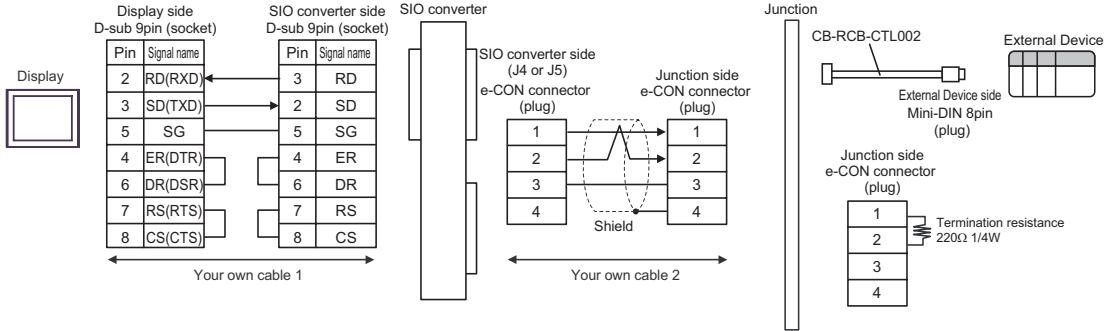 Display
Display side
D-sub 9pin (socket)
Pin Signal name
2 RD(RXD)
3 SD(TXD)
5 SG
4 ER(DTR)
6 DR(DSR)
7 RS(RTS)
8 CS(CTS)
SIO converter side
D-sub 9pin (socket)
Pin Signal name
3 RD
2 SD
5 SG
4 ER
6 DR
7 RS
8 CS
Your own cable 1
SIO converter
SIO converter side
(J4 or J5)
e-CON connector
(plug)
1
2
3
4
Shield
Junction side
e-CON connector
(plug)
1
2
3
4
Your own cable 2
Junction
CB-RCB-CTL002
External Device
External Device side
Mini-DIN 8pin
(plug)
Junction side
e-CON connector
(plug)
1
2
3
4
Termination resistance
220Ω 1/4W